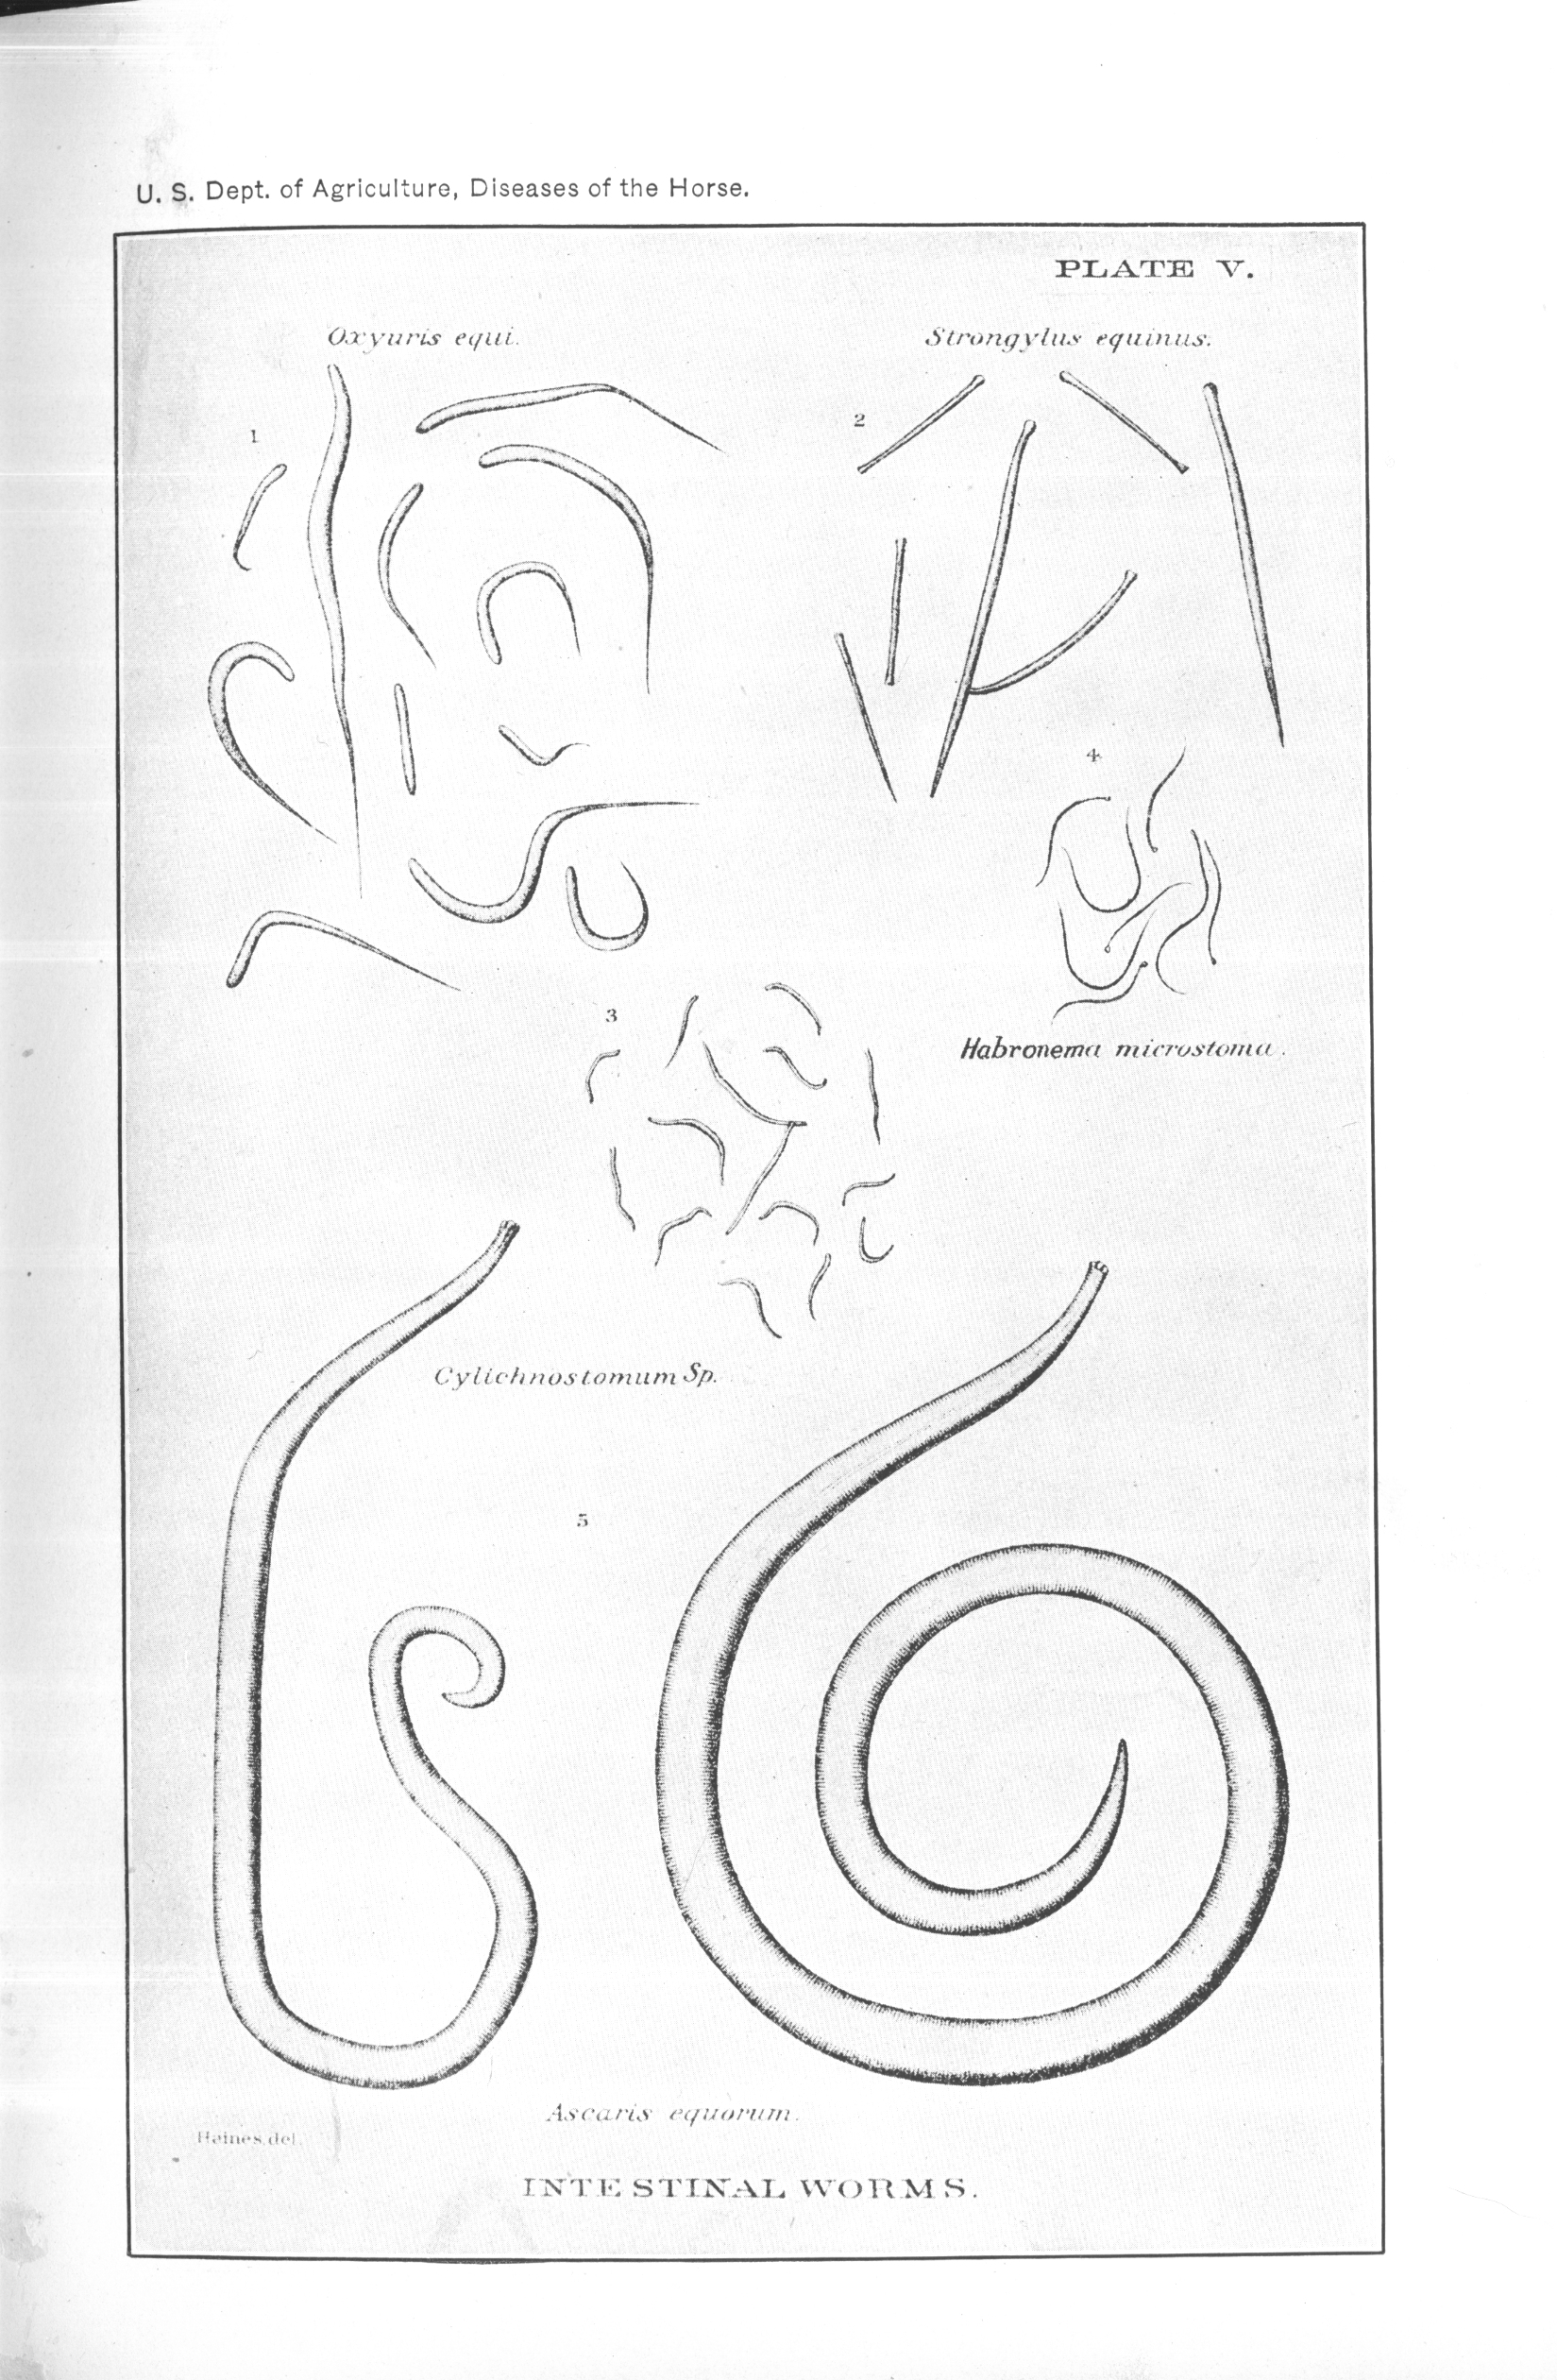 U. S. Dept. of Agriculture, Diseases of the Horse.
PLATE V.
Oxyuris equi.
Strongylus equinus.
1
2
4
3
Habronema microstoma.
Cylichnostomum Sp.
5
Ascaris equorum.
Haines, del.
INTESTINAL WORMS.